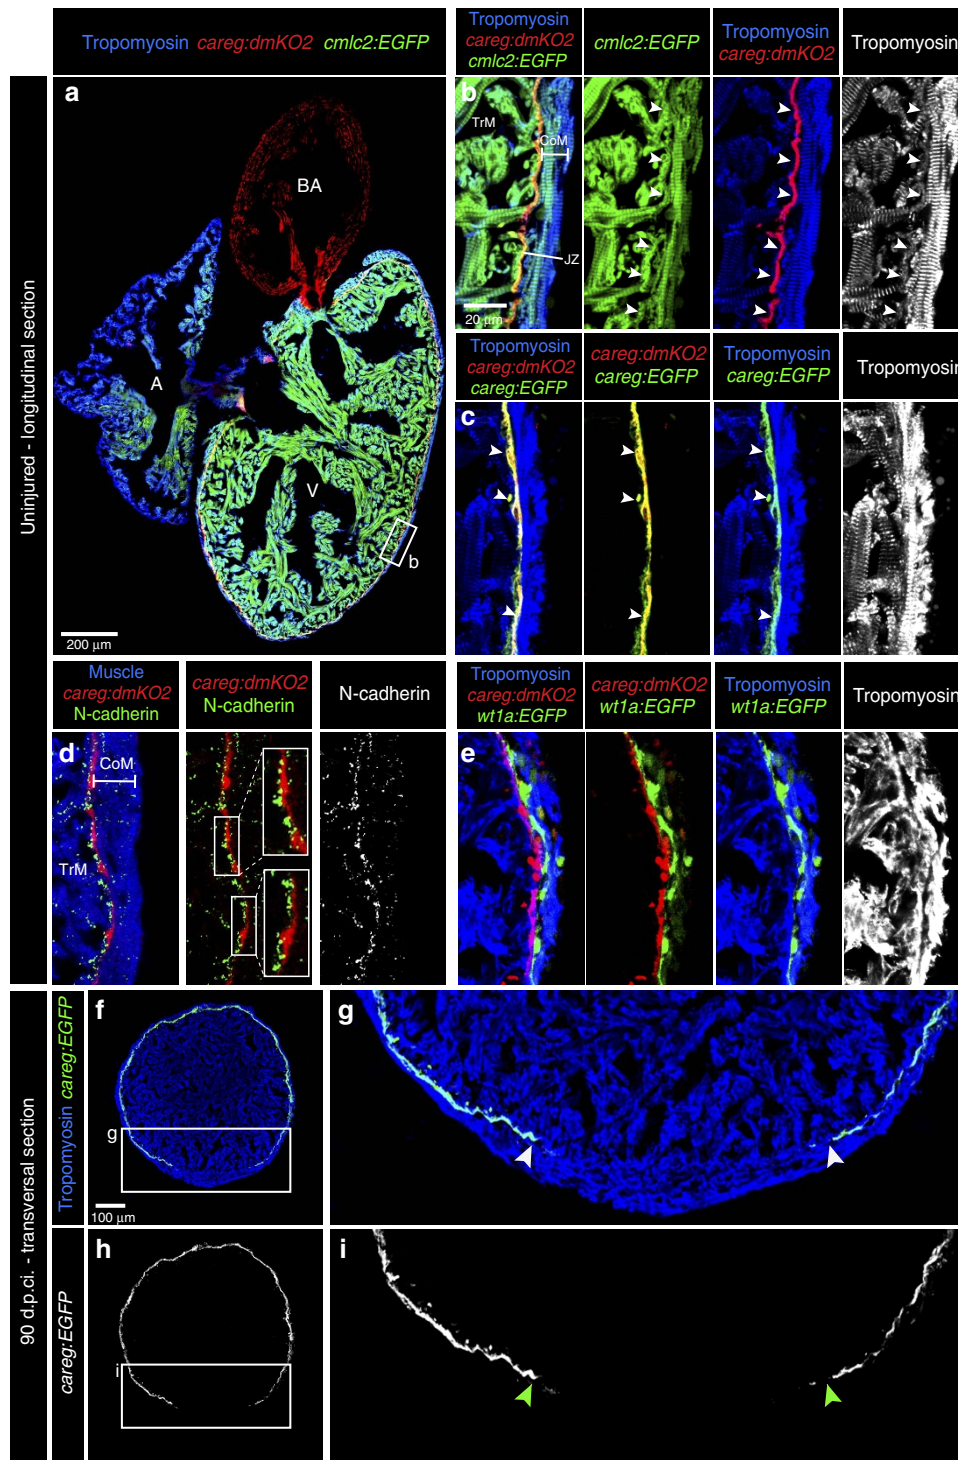 Tropomyosin careg:dmKO2 cmlc2:EGFP
Tropomyosin
careg:dmKO2
cmlc2:EGFP
cmlc2:EGFP
Tropomyosin
careg:dmKO2
Tropomyosin
Uninjured - longitudinal section
a
BA
A
V
b
200 µm
b
TrM
CoM
JZ
20 µm
Tropomyosin
careg:dmKO2
careg:EGFP
careg:dmKO2
careg:EGFP
Tropomyosin
careg:EGFP
Tropomyosin
c
Muscle
careg:dmKO2
N-cadherin
careg:dmKO2
N-cadherin
N-cadherin
d
CoM
TrM
Tropomyosin
careg:dmKO2
wt1a:EGFP
careg:dmKO2
wt1a:EGFP
Tropomyosin
wt1a:EGFP
Tropomyosin
e
90 d.p.ci. - transversal section
Tropomyosin careg:EGFP
f
g
100 µm
g
careg:EGFP
h
i
i